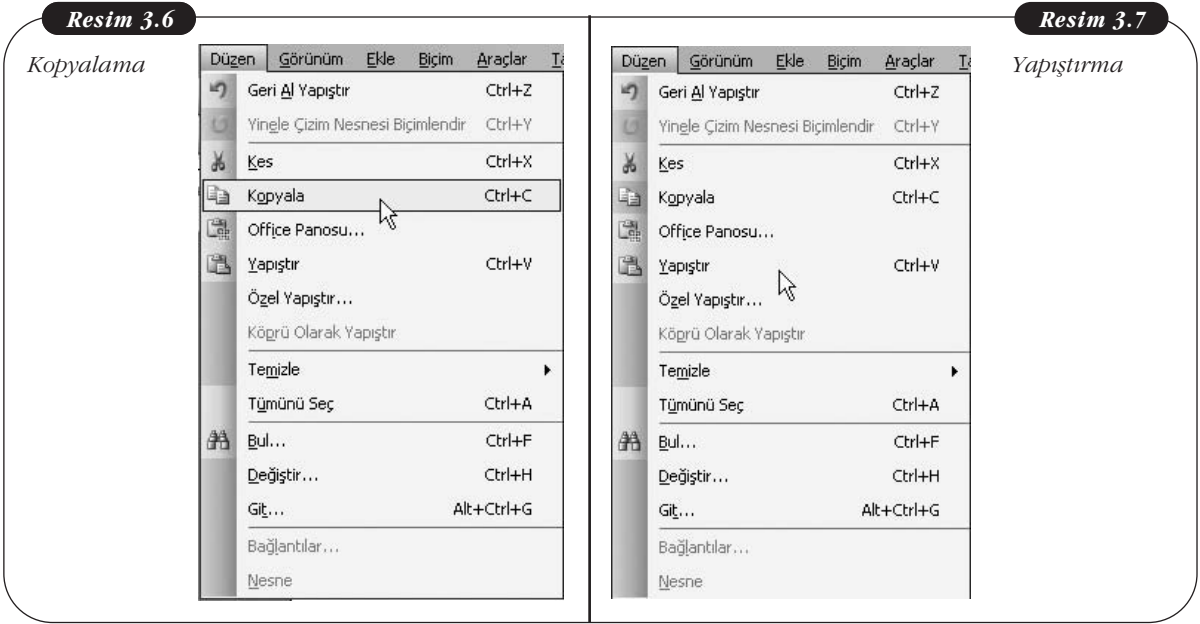 Resim 3.6
Kopyalama
Düzen Görünüm Ekle Biçim Araçlar
Geri Al Yapıştır Ctrl+Z
Yinele Çizim Nesnesi Biçimlendir Ctrl+Y
Kes Ctrl+X
Kopyala Ctrl+C
Office Panosu...
Yapıştır Ctrl+V
Özel Yapıştır...
Köprü Olarak Yapıştır
Temizle
Tümünü Seç Ctrl+A
Bul... Ctrl+F
Değiştir... Ctrl+H
Git... Alt+Ctrl+G
Bağlantılar...
Nesne
Resim 3.7
Yapıştırma
Düzen Görünüm Ekle Biçim Araçlar
Geri Al Yapıştır Ctrl+Z
Yinele Çizim Nesnesi Biçimlendir Ctrl+Y
Kes Ctrl+X
Kopyala Ctrl+C
Office Panosu...
Yapıştır Ctrl+V
Özel Yapıştır...
Köprü Olarak Yapıştır
Temizle
Tümünü Seç Ctrl+A
Bul... Ctrl+F
Değiştir... Ctrl+H
Git... Alt+Ctrl+G
Bağlantılar...
Nesne